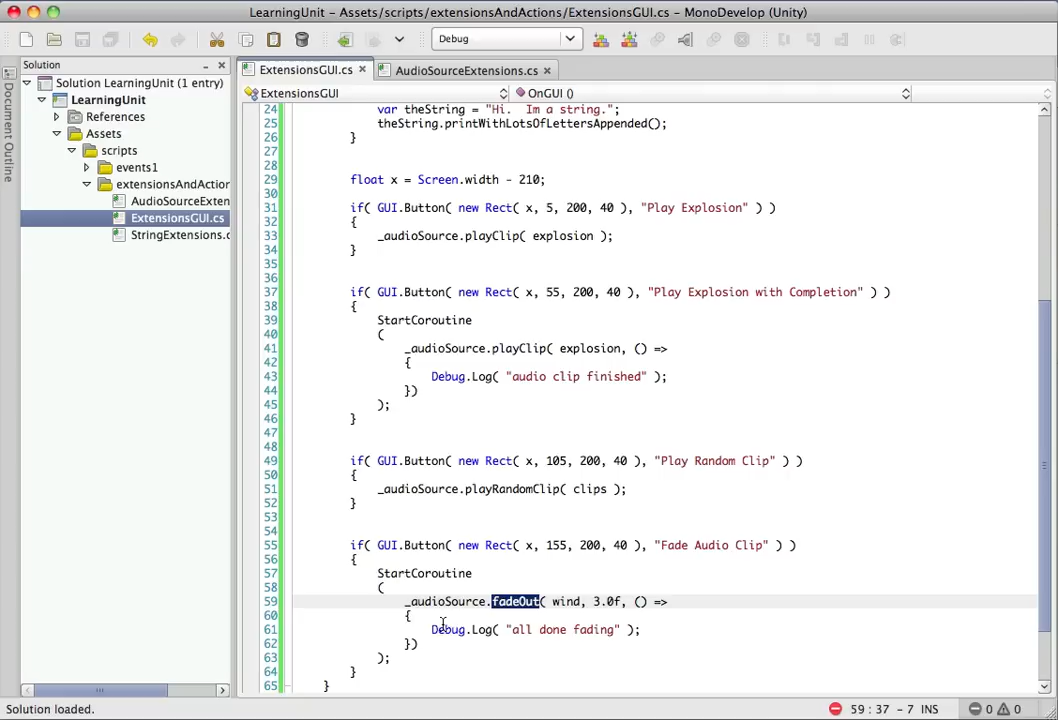 LearningUnit – Assets/scripts/extensionsAndActions/ExtensionsGUI.cs – MonoDevelop (Unity)
Debug
Document Outline
Solution
Solution LearningUnit (1 entry)
LearningUnit
References
Assets
scripts
events1
extensionsAndAction
AudioSourceExten
ExtensionsGUI.cs
StringExtensions.c
ExtensionsGUI.cs
AudioSourceExtensions.cs
ExtensionsGUI
OnGUI ()
24 var theString = "Hi.  Im a string.";
25 theString.printWithLotsOfLettersAppended();
26 }
27
28
29 float x = Screen.width - 210;
30
31 if( GUI.Button( new Rect( x, 5, 200, 40 ), "Play Explosion" ) )
32 {
33 _audioSource.playClip( explosion );
34 }
35
36
37 if( GUI.Button( new Rect( x, 55, 200, 40 ), "Play Explosion with Completion" ) )
38 {
39 StartCoroutine
40 (
41 _audioSource.playClip( explosion, () =>
42 {
43 Debug.Log( "audio clip finished" );
44 })
45 );
46 }
47
48
49 if( GUI.Button( new Rect( x, 105, 200, 40 ), "Play Random Clip" ) )
50 {
51 _audioSource.playRandomClip( clips );
52 }
53
54
55 if( GUI.Button( new Rect( x, 155, 200, 40 ), "Fade Audio Clip" ) )
56 {
57 StartCoroutine
58 (
59 _audioSource.fadeOut( wind, 3.0f, () =>
60 {
61 Debug.Log( "all done fading" );
62 })
63 );
64 }
65 }
Solution loaded.
59 : 37 - 7 INS
0
0